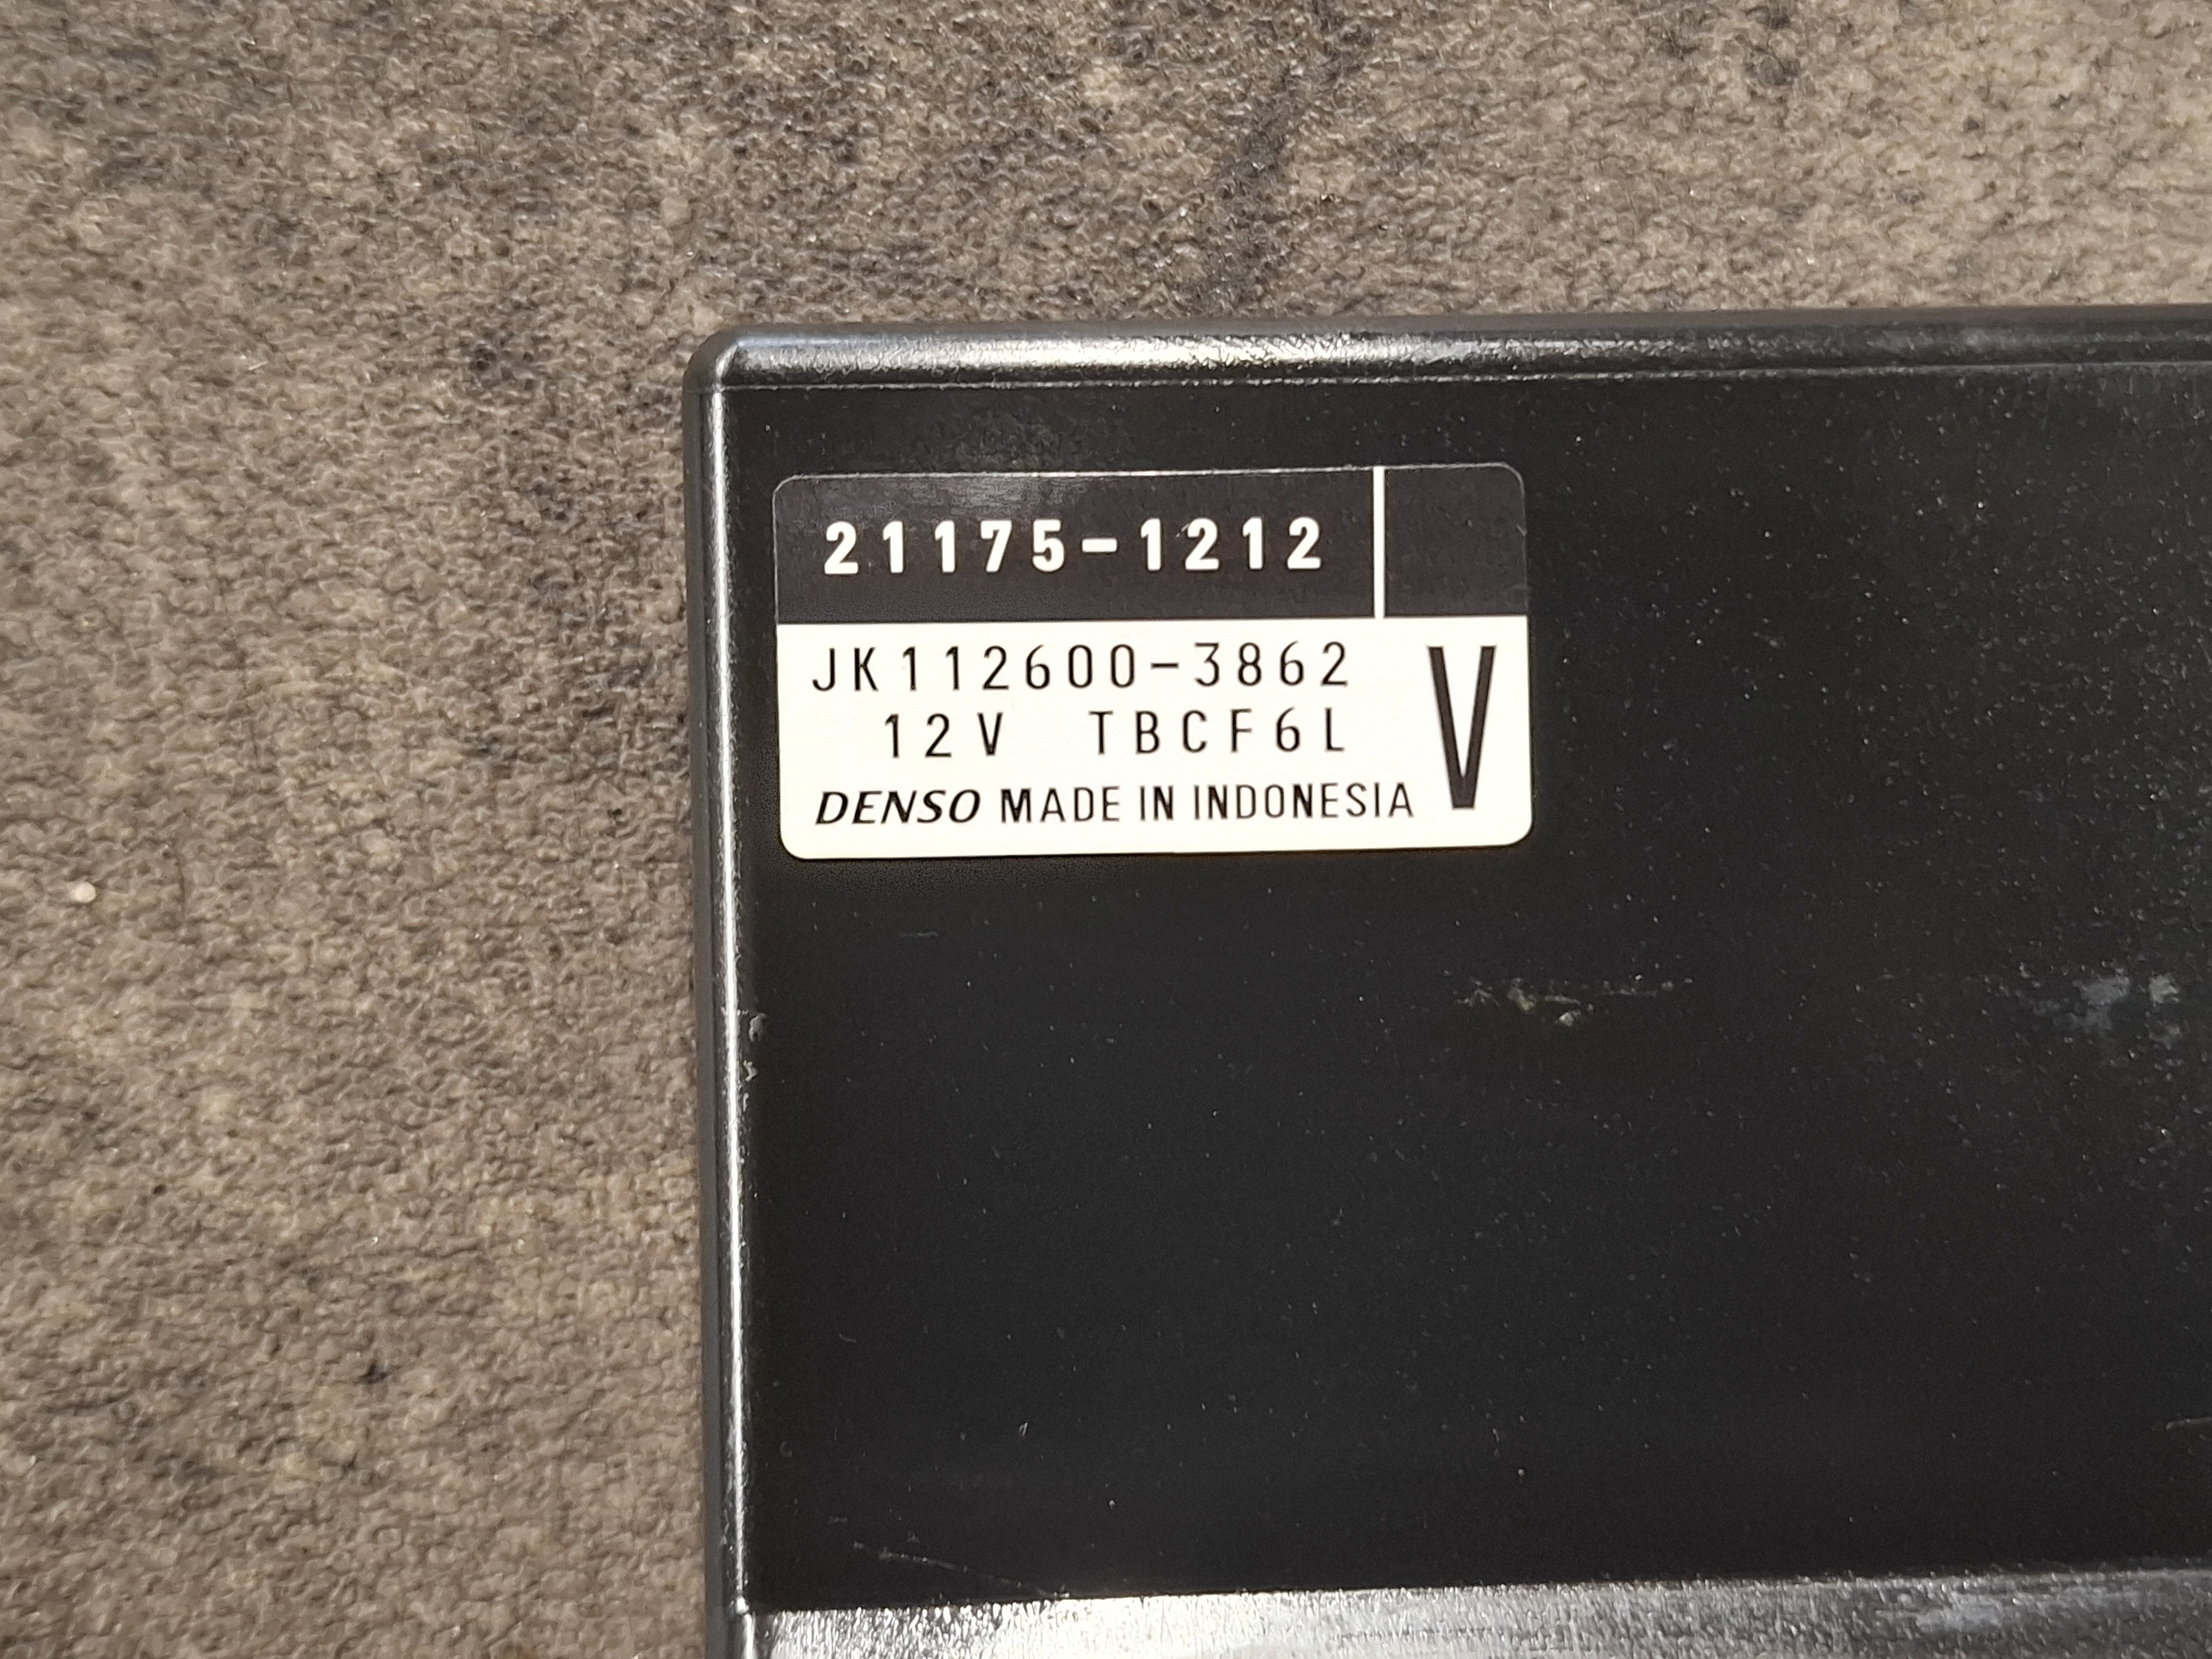 21175-1212
JK112600-3862
12V TBCF6L
V
DENSO MADE IN INDONESIA